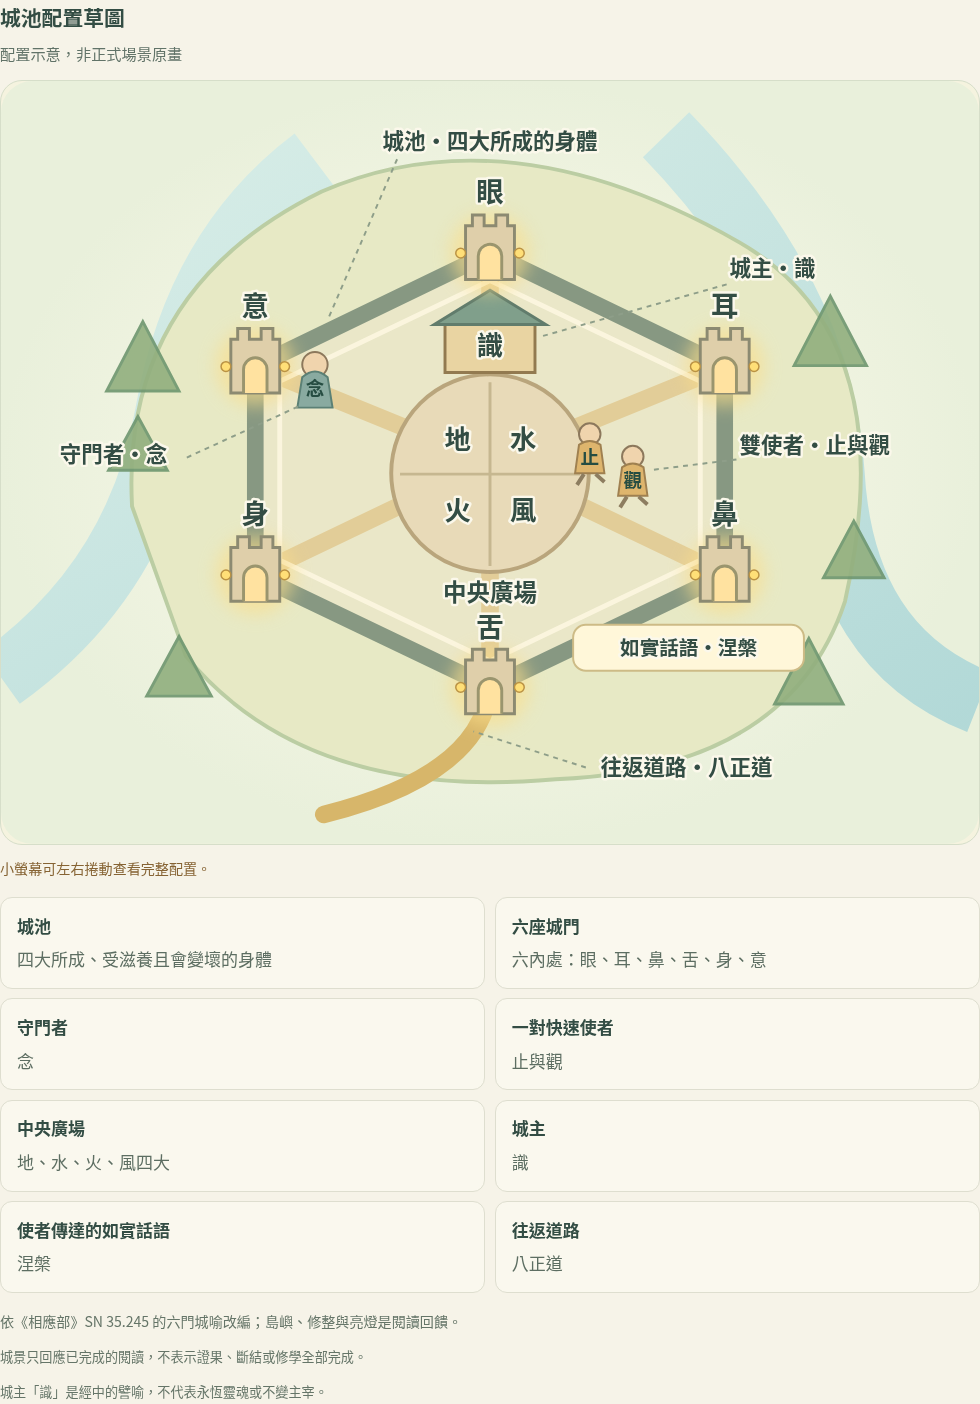 城池配置草圖
配置示意，非正式場景原畫
城池・四大所成的身體
眼
城主・識
意
耳
識
念
地
水
止
雙使者・止與觀
守門者・念
觀
火
風
身
鼻
中央廣場
舌
如實話語・涅槃
往返道路・八正道
小螢幕可左右捲動查看完整配置。
城池
四大所成、受滋養且會變壞的身體
六座城門
六內處：眼、耳、鼻、舌、身、意
守門者
念
一對快速使者
止與觀
中央廣場
地、水、火、風四大
城主
識
使者傳達的如實話語
涅槃
往返道路
八正道
依《相應部》SN 35.245 的六門城喻改編；島嶼、修整與亮燈是閱讀回饋。
城景只回應已完成的閱讀，不表示證果、斷結或修學全部完成。
城主「識」是經中的譬喻，不代表永恆靈魂或不變主宰。